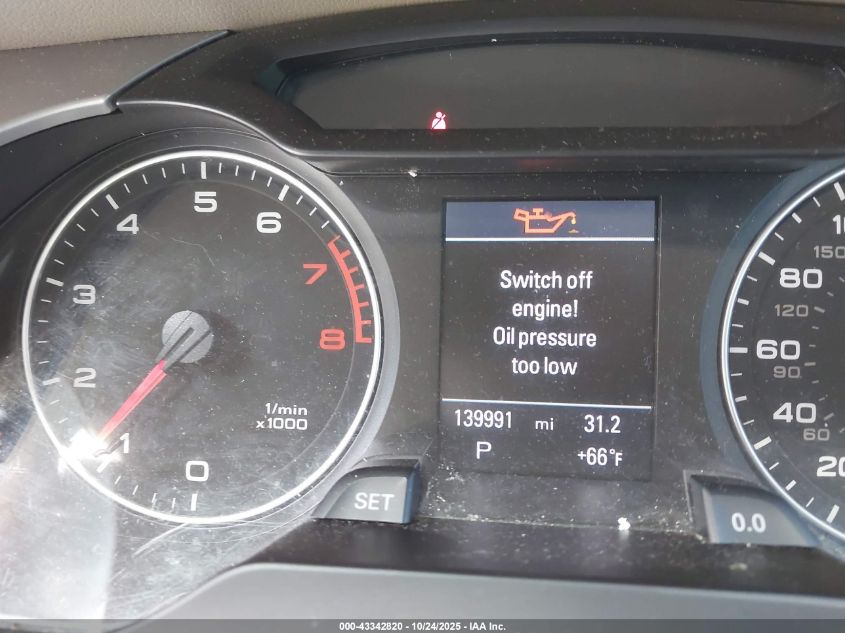 0
1
2
3
4
5
6
7
8
1/min
x1000
SET
Switch off
engine!
Oil pressure
too low
139991 mi 31.2
P +66°F
150
80
120
60
90
40
60
20
0.0
000-43342820 - 10/24/2025 - IAA Inc.